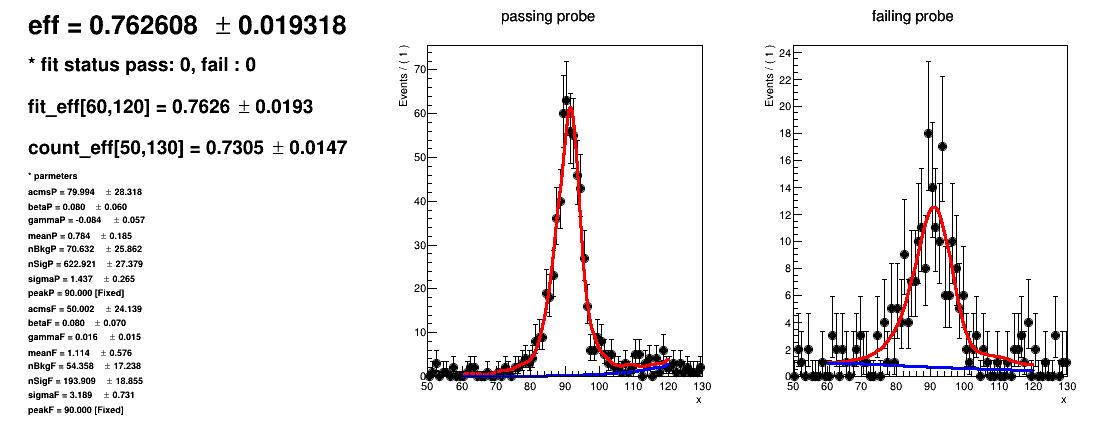 eff = 0.762608 ± 0.019318
* fit status pass: 0, fail : 0
fit_eff[60,120] = 0.7626 ± 0.0193
count_eff[50,130] = 0.7305 ± 0.0147
* parmeters
acmsP = 79.994 ± 28.318
betaP = 0.080 ± 0.060
gammaP = -0.084 ± 0.057
meanP = 0.784 ± 0.185
nBkgP = 70.632 ± 25.862
nSigP = 622.921 ± 27.379
sigmaP = 1.437 ± 0.265
peakP = 90.000 [Fixed]
acmsF = 50.002 ± 24.139
betaF = 0.080 ± 0.070
gammaF = 0.016 ± 0.015
meanF = 1.114 ± 0.576
nBkgF = 54.358 ± 17.238
nSigF = 193.909 ± 18.855
sigmaF = 3.189 ± 0.731
peakF = 90.000 [Fixed]
passing probe
Events / ( 1 )
70
60
50
40
30
20
10
0
50 60 70 80 90 100 110 120 130
x
failing probe
Events / ( 1 )
24
22
20
18
16
14
12
10
8
6
4
2
0
50 60 70 80 90 100 110 120 130
x